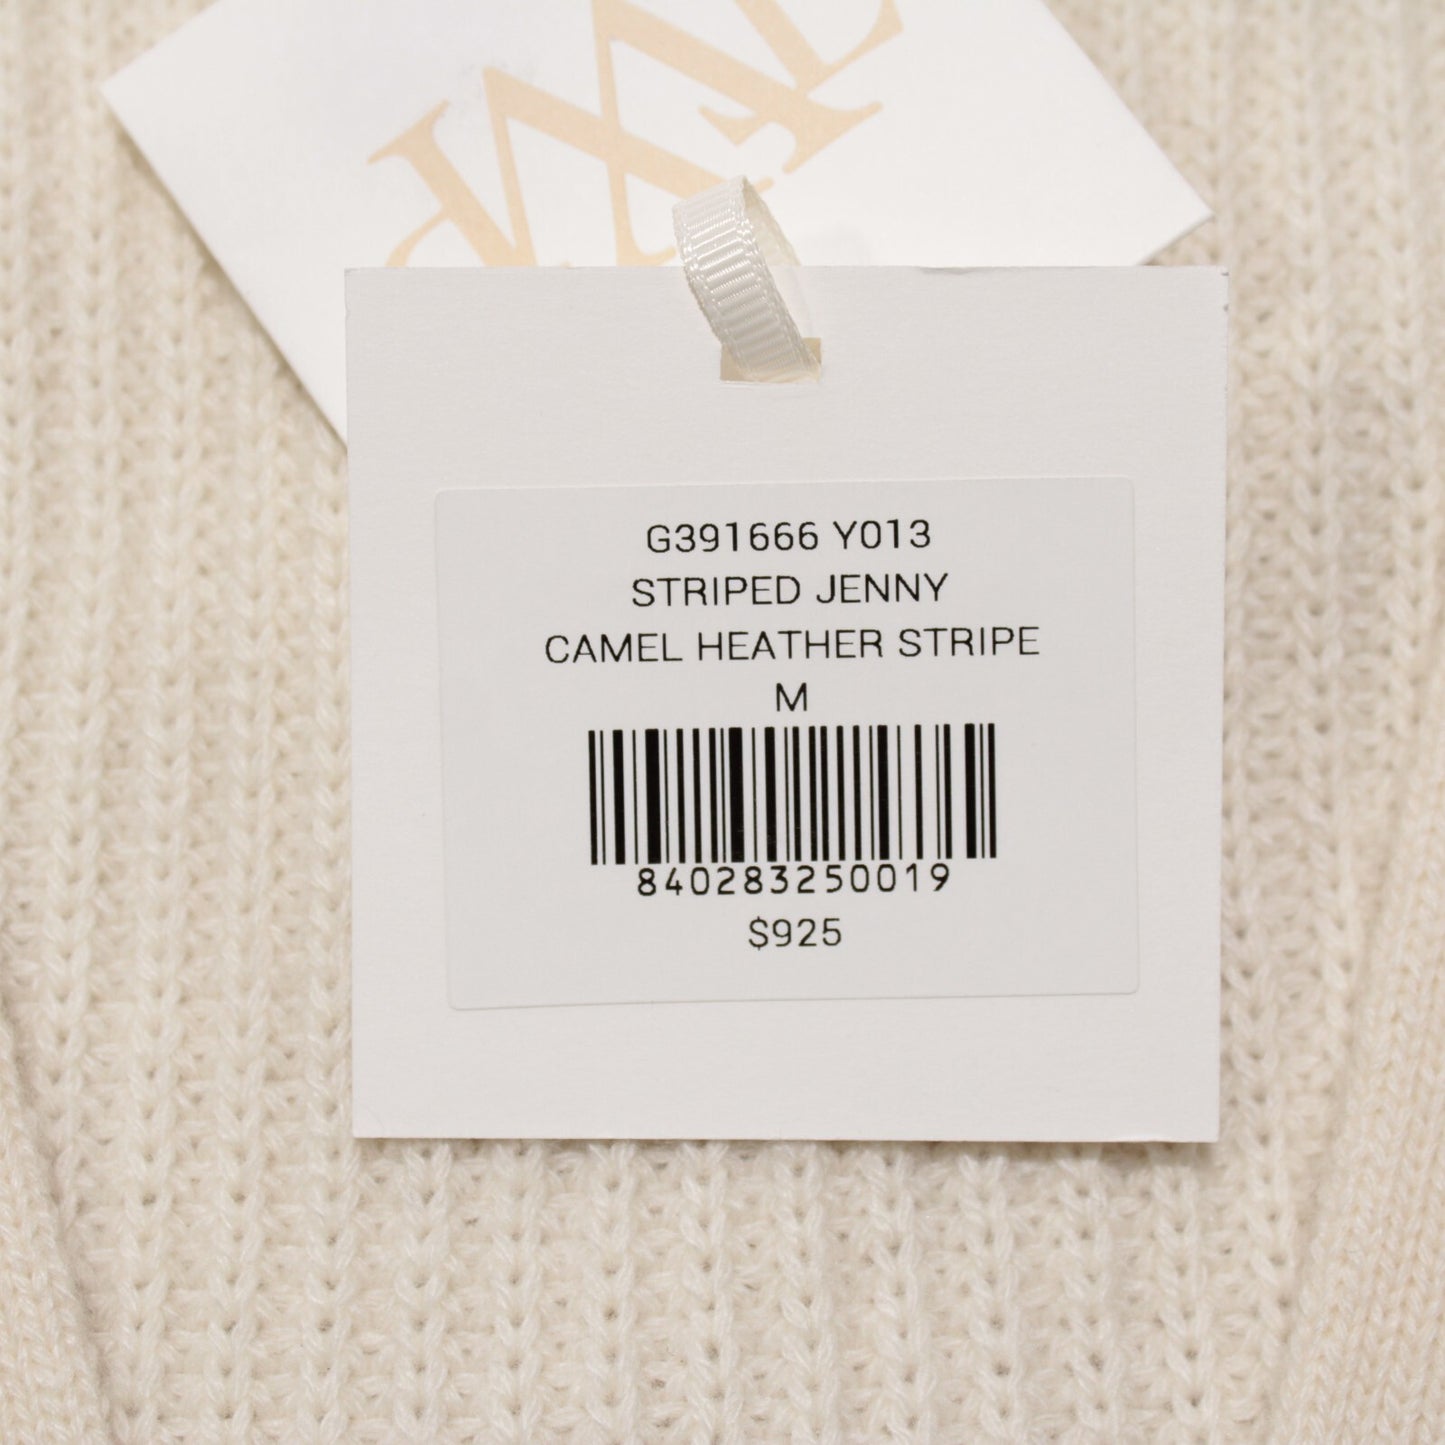 G391666 Y013
STRIPED JENNY
CAMEL HEATHER STRIPE
M
840283250019
$925